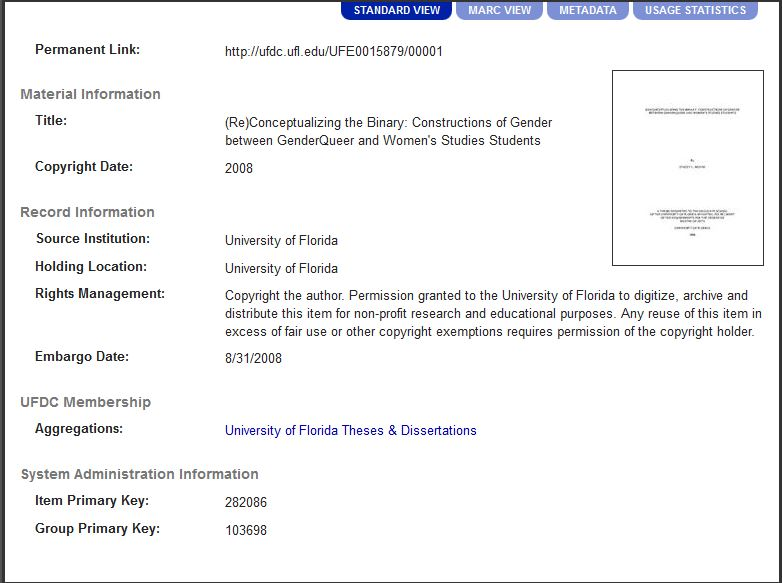 STANDARD VIEW MARC VIEW METADATA USAGE STATISTICS
Permanent Link: http://ufdc.ufl.edu/UFE0015879/00001
Material Information
Title: (Re)Conceptualizing the Binary: Constructions of Gender
between GenderQueer and Women's Studies Students
Copyright Date: 2008
Record Information
Source Institution: University of Florida
Holding Location: University of Florida
Rights Management: Copyright the author. Permission granted to the University of Florida to digitize, archive and
distribute this item for non-profit research and educational purposes. Any reuse of this item in
excess of fair use or other copyright exemptions requires permission of the copyright holder.
Embargo Date: 8/31/2008
UFDC Membership
Aggregations: University of Florida Theses & Dissertations
System Administration Information
Item Primary Key: 282086
Group Primary Key: 103698